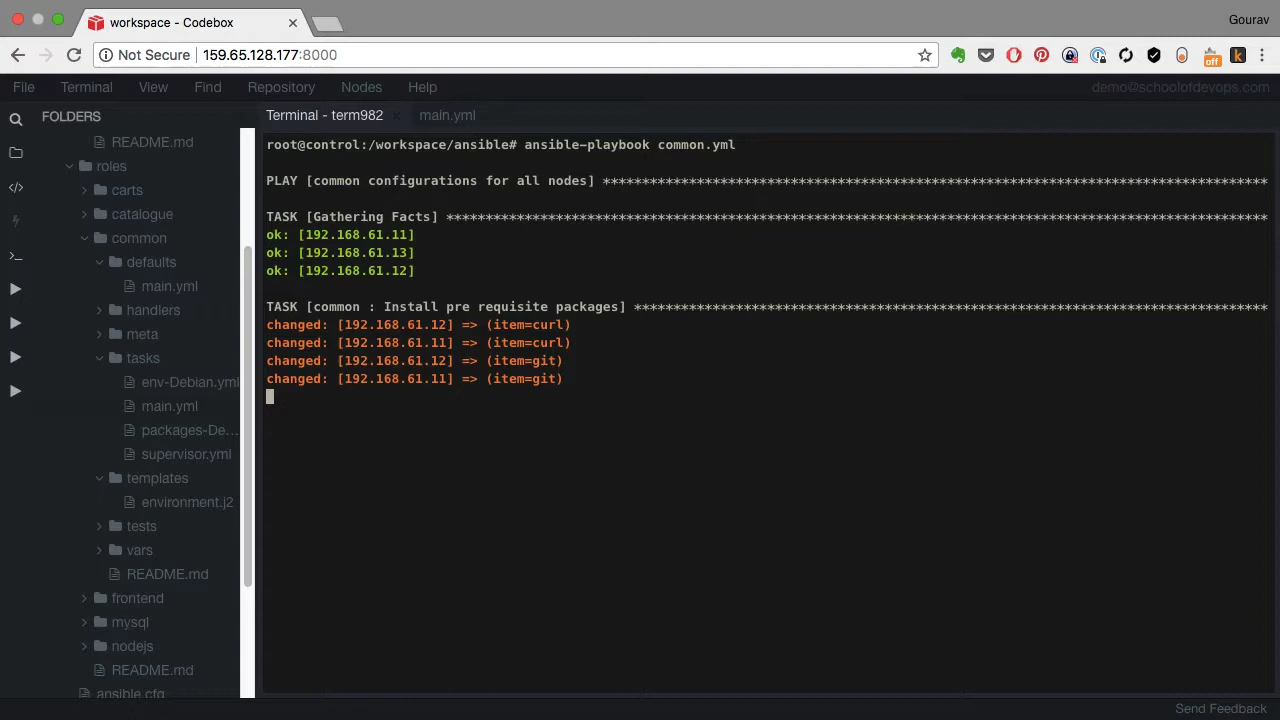 workspace - Codebox
Gourav
Not Secure 159.65.128.177:8000
off
k
File Terminal View Find Repository Nodes Help demo@schoolofdevops.com
FOLDERS
README.md
roles
carts
catalogue
common
defaults
main.yml
handlers
meta
tasks
env-Debian.yml
main.yml
packages-De...
supervisor.yml
templates
environment.j2
tests
vars
README.md
frontend
mysql
nodejs
README.md
ansible.cfg
Terminal - term982 main.yml
root@control:/workspace/ansible# ansible-playbook common.yml
PLAY [common configurations for all nodes] *************************************************************************************
TASK [Gathering Facts] *********************************************************************************************************
ok: [192.168.61.11]
ok: [192.168.61.13]
ok: [192.168.61.12]
TASK [common : Install pre requisite packages] *********************************************************************************
changed: [192.168.61.12] => (item=curl)
changed: [192.168.61.11] => (item=curl)
changed: [192.168.61.12] => (item=git)
changed: [192.168.61.11] => (item=git)
Send Feedback